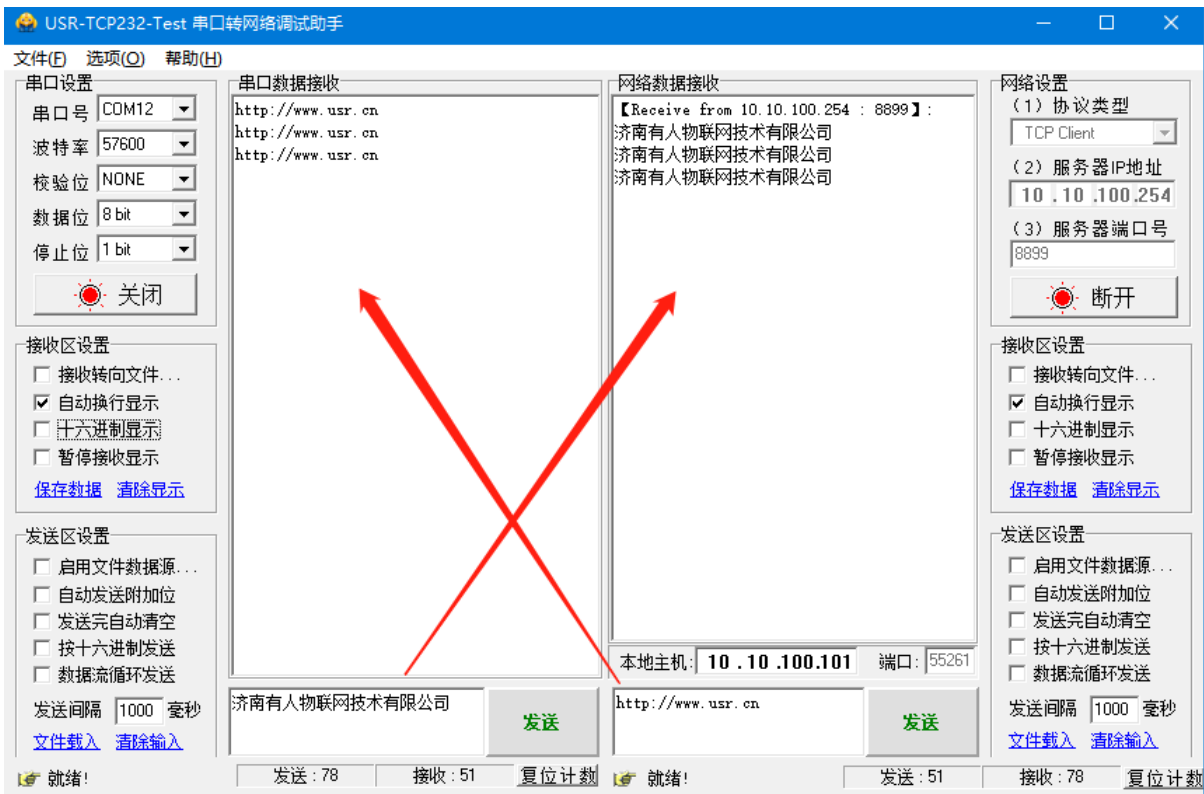 USR-TCP232-Test 串口转网络调试助手
文件(F) 选项(O) 帮助(H)
串口设置
串口号 COM12
波特率 57600
校验位 NONE
数据位 8 bit
停止位 1 bit
关闭
接收区设置
接收转向文件...
自动换行显示
十六进制显示
暂停接收显示
保存数据 清除显示
发送区设置
启用文件数据源...
自动发送附加位
发送完自动清空
按十六进制发送
数据流循环发送
发送间隔 1000 毫秒
文件载入 清除输入
就绪!
串口数据接收
http://www.usr.cn
http://www.usr.cn
http://www.usr.cn
济南有人物联网技术有限公司
发送
发送 : 78 接收 : 51 复位计数
网络数据接收
【Receive from 10.10.100.254 : 8899】:
济南有人物联网技术有限公司
济南有人物联网技术有限公司
济南有人物联网技术有限公司
本地主机: 10 .10 .100.101 端口: 55261
http://www.usr.cn
发送
就绪!
发送 : 51 接收 : 78 复位计数
网络设置
(1) 协议类型
TCP Client
(2) 服务器IP地址
10 .10 .100.254
(3) 服务器端口号
8899
断开
接收区设置
接收转向文件...
自动换行显示
十六进制显示
暂停接收显示
保存数据 清除显示
发送区设置
启用文件数据源...
自动发送附加位
发送完自动清空
按十六进制发送
数据流循环发送
发送间隔 1000 毫秒
文件载入 清除输入